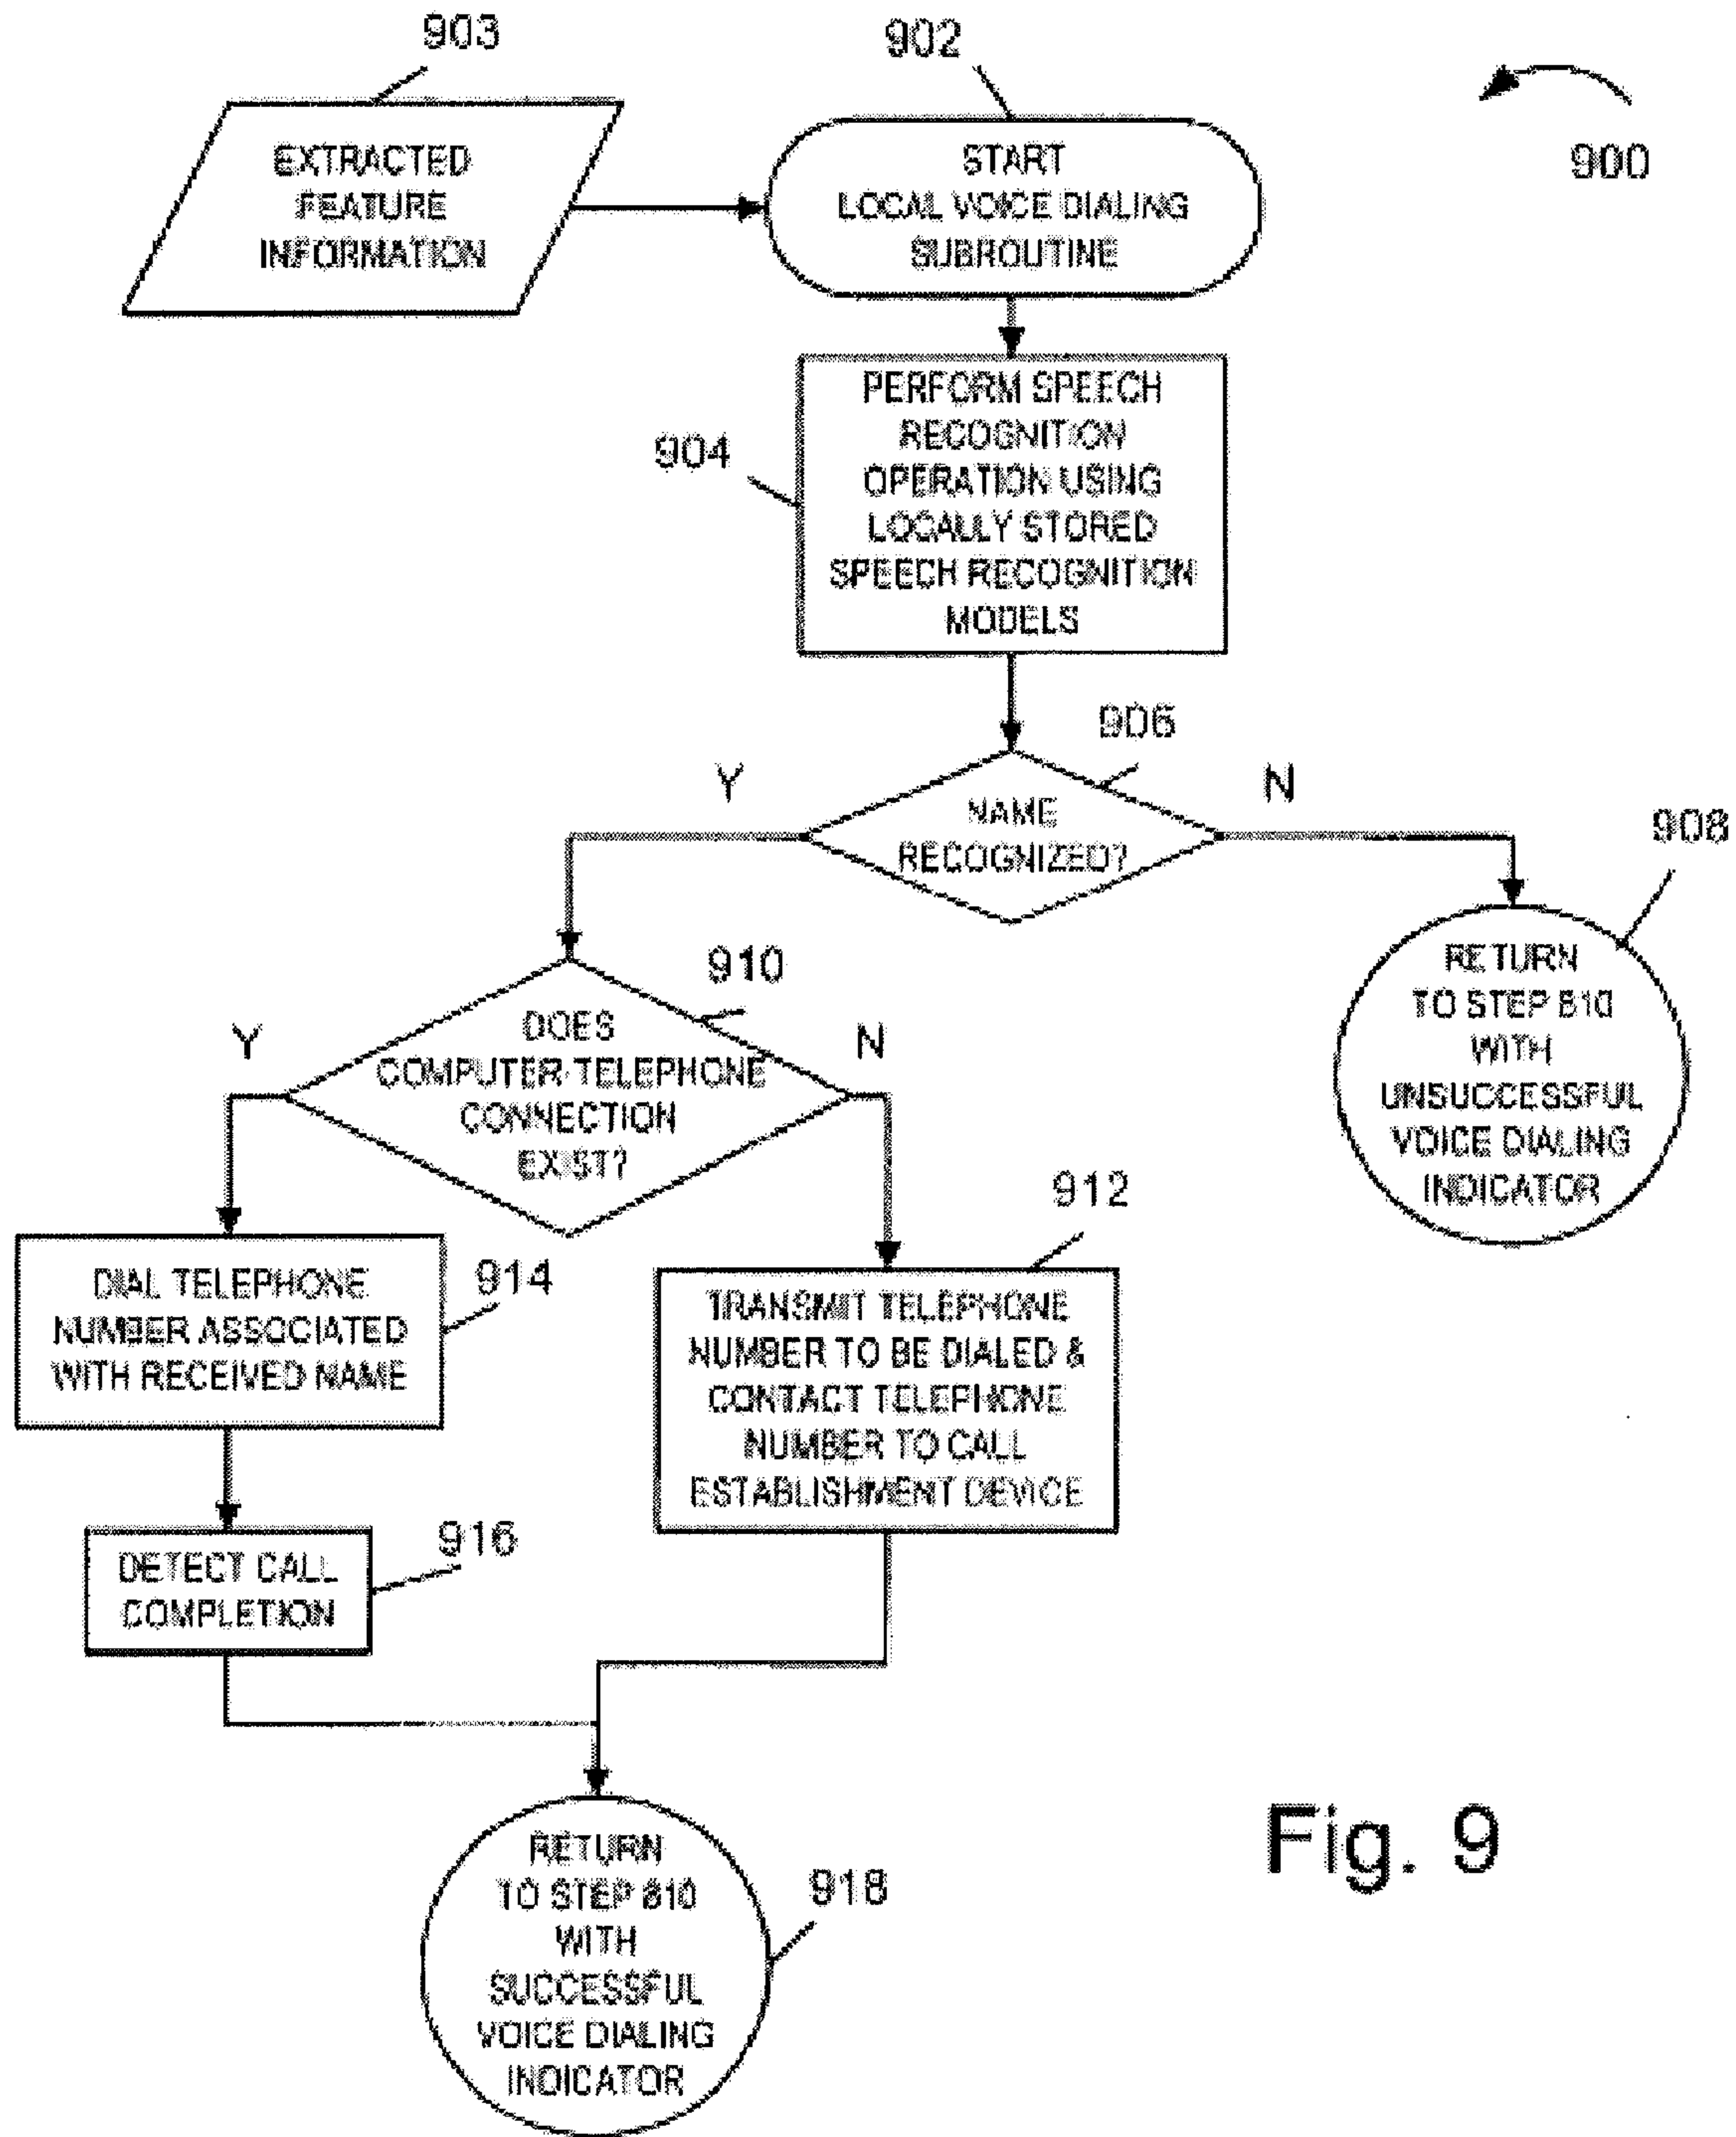 903
902
900
EXTRACTED
FEATURE
INFORMATION
START
LOCAL VOICE DIALING
SUBROUTINE
904
PERFORM SPEECH
RECOGNITION
OPERATION USING
LOCALLY STORED
SPEECH RECOGNITION
MODELS
906
Y
N
NAME
RECOGNIZED?
908
RETURN
TO STEP 810
WITH
UNSUCCESSFUL
VOICE DIALING
INDICATOR
910
Y
N
DOES
COMPUTER-TELEPHONE
CONNECTION
EXIST?
912
914
DIAL TELEPHONE
NUMBER ASSOCIATED
WITH RECEIVED NAME
TRANSMIT TELEPHONE
NUMBER TO BE DIALED &
CONTACT TELEPHONE
NUMBER TO CALL
ESTABLISHMENT DEVICE
916
DETECT CALL
COMPLETION
918
RETURN
TO STEP 810
WITH
SUCCESSFUL
VOICE DIALING
INDICATOR
Fig. 9